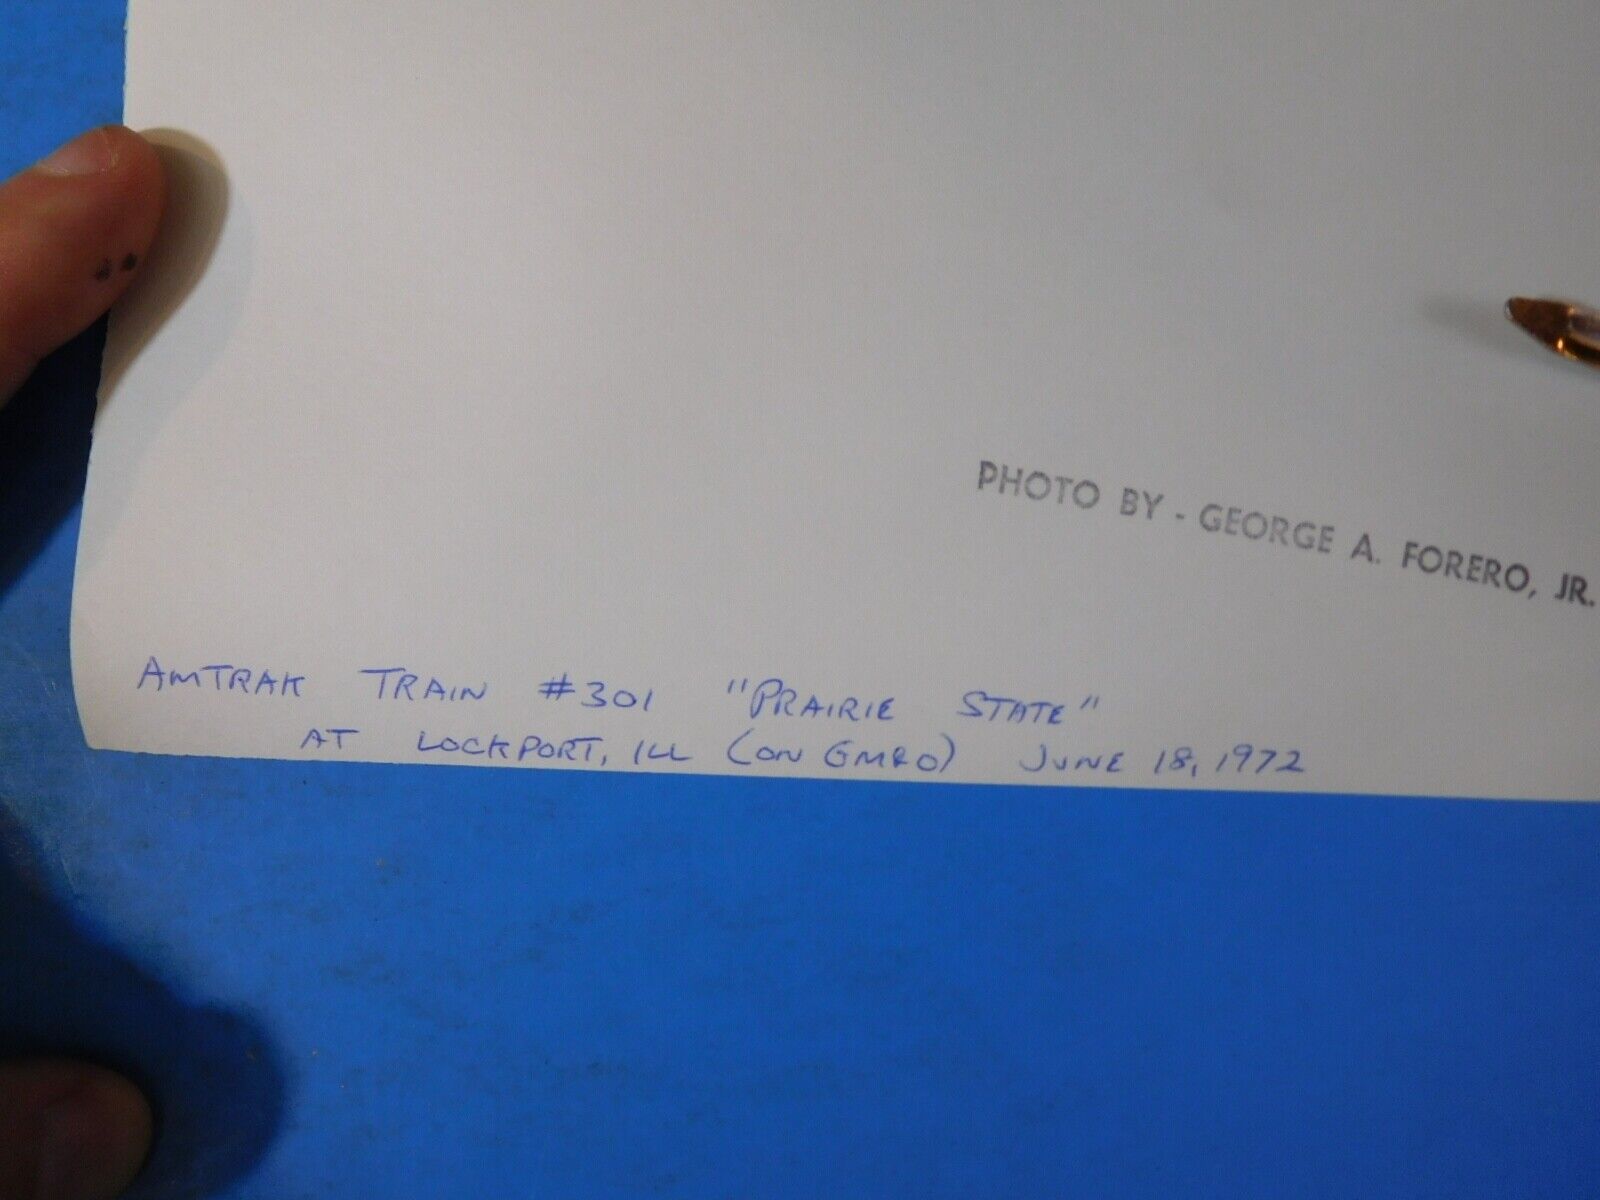 PHOTO BY - GEORGE A. FORERO, JR.
AMTRAK TRAIN #301 "PRAIRIE STATE"
AT LOCKPORT, ILL (ON GM&O) JUNE 18, 1972